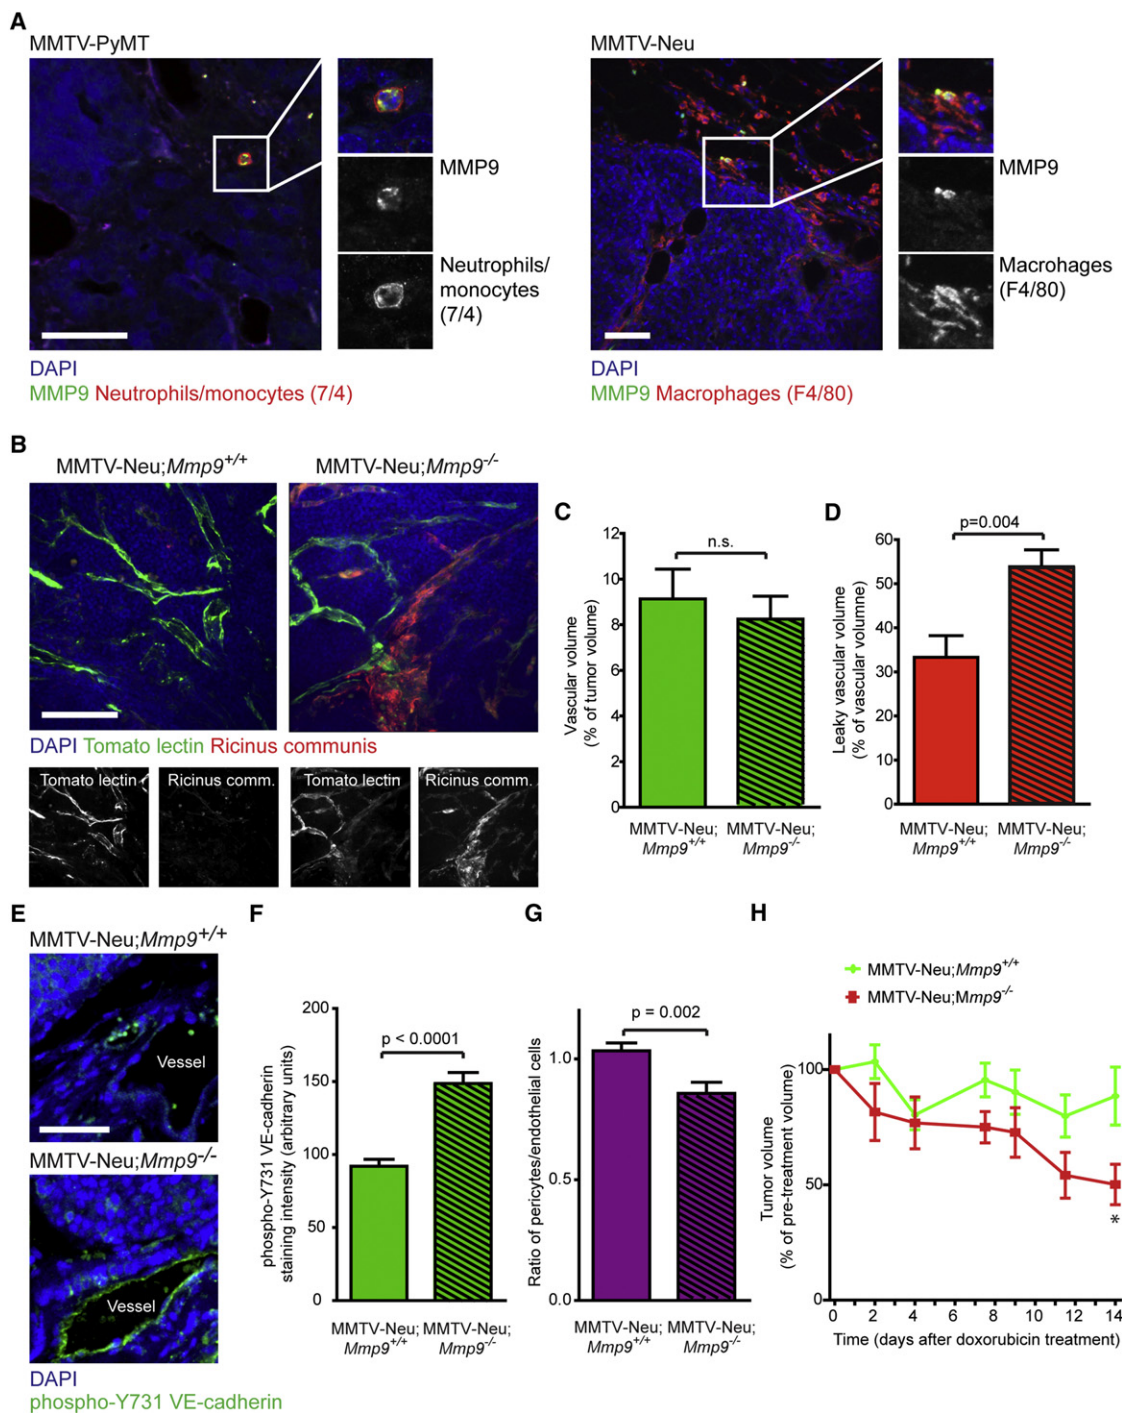 A
MMTV-PyMT
MMP9
Neutrophils/
monocytes
(7/4)
DAPI
MMP9 Neutrophils/monocytes (7/4)
MMTV-Neu
MMP9
Macrohages
(F4/80)
DAPI
MMP9 Macrophages (F4/80)
B
MMTV-Neu;Mmp9+/+
MMTV-Neu;Mmp9-/-
DAPI Tomato lectin Ricinus communis
Tomato lectin
Ricinus comm.
Tomato lectin
Ricinus comm.
C
n.s.
Vascular volume
(% of tumor volume)
12
10
8
6
4
2
0
MMTV-Neu;
Mmp9+/+
MMTV-Neu;
Mmp9-/-
D
p=0.004
Leaky vascular volume
(% of vascular volumne)
60
50
40
30
20
10
0
MMTV-Neu;
Mmp9+/+
MMTV-Neu;
Mmp9-/-
E
MMTV-Neu;Mmp9+/+
Vessel
MMTV-Neu;Mmp9-/-
Vessel
DAPI
phospho-Y731 VE-cadherin
F
p < 0.0001
phospho-Y731 VE-cadherin
staining intensity (arbitrary units)
200
150
100
50
0
MMTV-Neu;
Mmp9+/+
MMTV-Neu;
Mmp9-/-
G
p = 0.002
Ratio of pericytes/endothelial cells
1.0
0.5
0.0
MMTV-Neu;
Mmp9+/+
MMTV-Neu;
Mmp9-/-
H
MMTV-Neu;Mmp9+/+
MMTV-Neu;Mmp9-/-
Tumor volume
(% of pre-treatment volume)
100
50
0
*
0 2 4 6 8 10 12 14
Time (days after doxorubicin treatment)